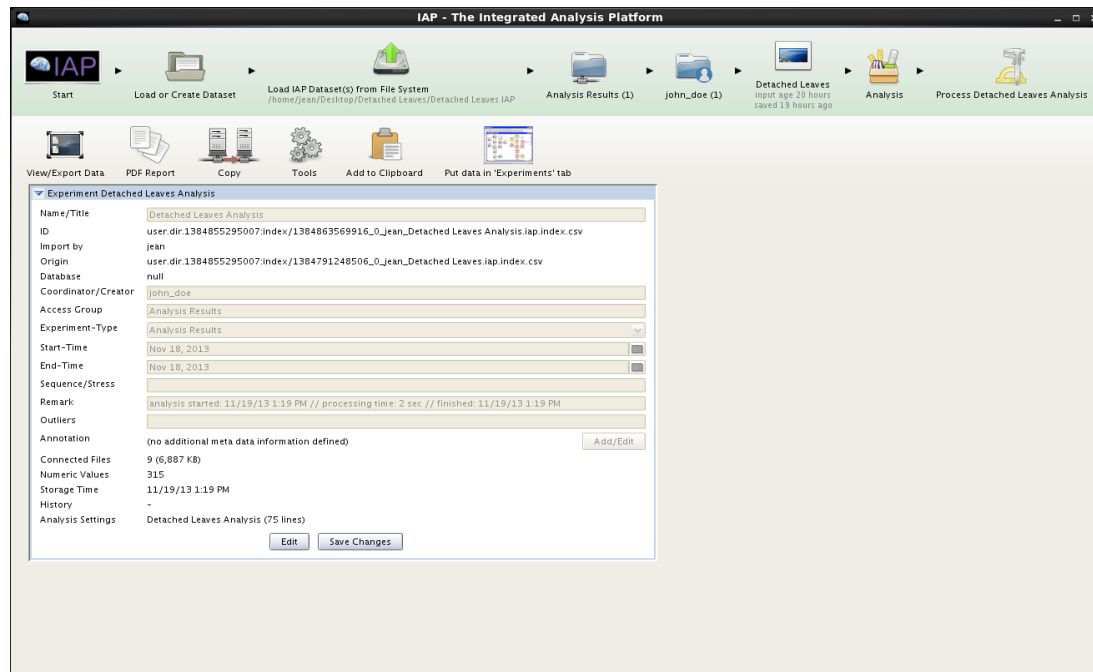 IAP - The Integrated Analysis Platform
IAP
Start
Load or Create Dataset
Load IAP Dataset(s) from File System
/home/jean/Desktop/Detached Leaves/Detached Leaves IAP
Analysis Results (1)
john_doe (1)
Detached Leaves
input age 20 hours
saved 19 hours ago
Analysis
Process Detached Leaves Analysis
View/Export Data
PDF Report
Copy
Tools
Add to Clipboard
Put data in 'Experiments' tab
Experiment Detached Leaves Analysis
Name/Title Detached Leaves Analysis
ID user.dir.1384855295007:index/1384863569916_0_jean_Detached Leaves Analysis.iap.index.csv
Import by jean
Origin user.dir.1384855295007:index/1384791248506_0_jean_Detached Leaves.iap.index.csv
Database null
Coordinator/Creator john_doe
Access Group Analysis Results
Experiment-Type Analysis Results
Start-Time Nov 18, 2013
End-Time Nov 18, 2013
Sequence/Stress
Remark analysis started: 11/19/13 1:19 PM // processing time: 2 sec // finished: 11/19/13 1:19 PM
Outliers
Annotation (no additional meta data information defined) Add/Edit
Connected Files 9 (6,887 KB)
Numeric Values 315
Storage Time 11/19/13 1:19 PM
History -
Analysis Settings Detached Leaves Analysis (75 lines)
Edit Save Changes